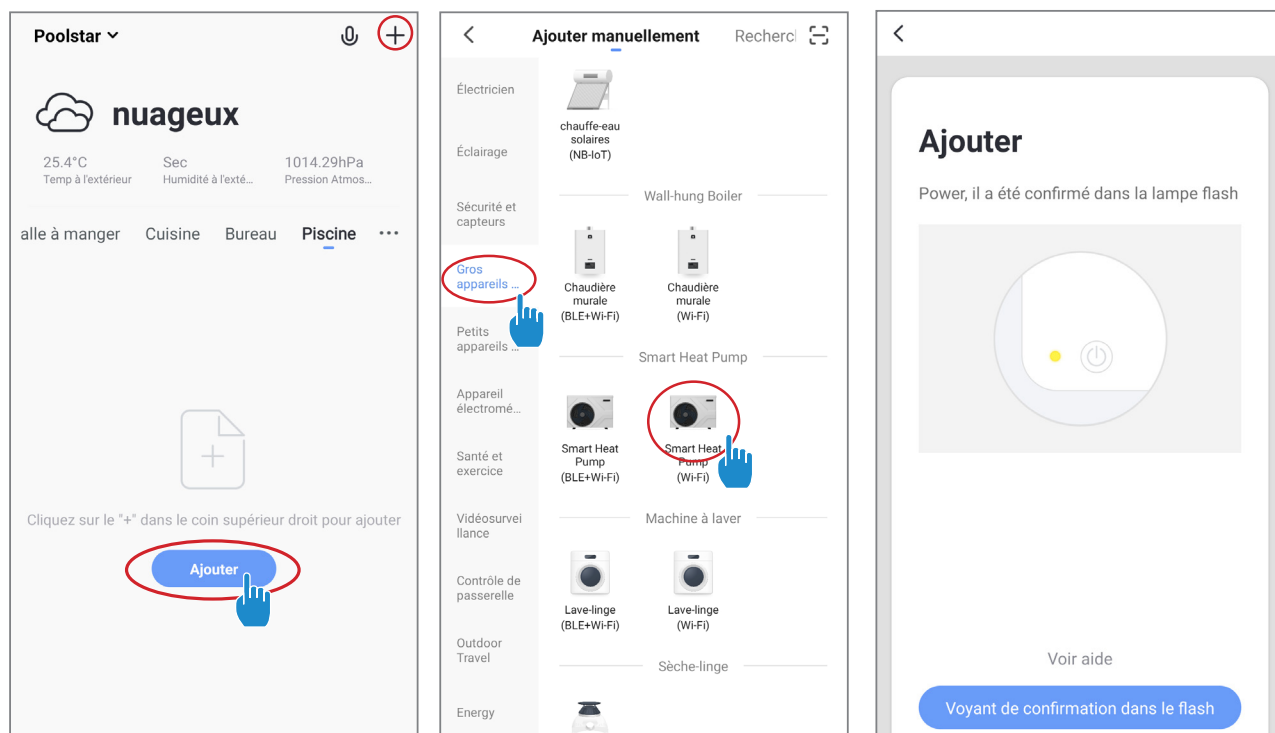 Poolstar
nuageux
25.4°C Sec 1014.29hPa
Temp à l'extérieur Humidité à l'exté... Pression Atmos...
alle à manger Cuisine Bureau Piscine ...
Cliquez sur le "+" dans le coin supérieur droit pour ajouter
Ajouter
Ajouter manuellement Recherc
Électricien
Éclairage
Sécurité et
capteurs
Gros
appareils ...
Petits
appareils ...
Appareil
électromé...
Santé et
exercice
Vidéosurvei
llance
Contrôle de
passerelle
Outdoor
Travel
Energy
chauffe-eau
solaires
(NB-IoT)
Wall-hung Boiler
Chaudière
murale
(BLE+Wi-Fi)
Chaudière
murale
(Wi-Fi)
Smart Heat Pump
Smart Heat
Pump
(BLE+Wi-Fi)
Smart Heat
Pump
(Wi-Fi)
Machine à laver
Lave-linge
(BLE+Wi-Fi)
Lave-linge
(Wi-Fi)
Sèche-linge
Ajouter
Power, il a été confirmé dans la lampe flash
Voir aide
Voyant de confirmation dans le flash